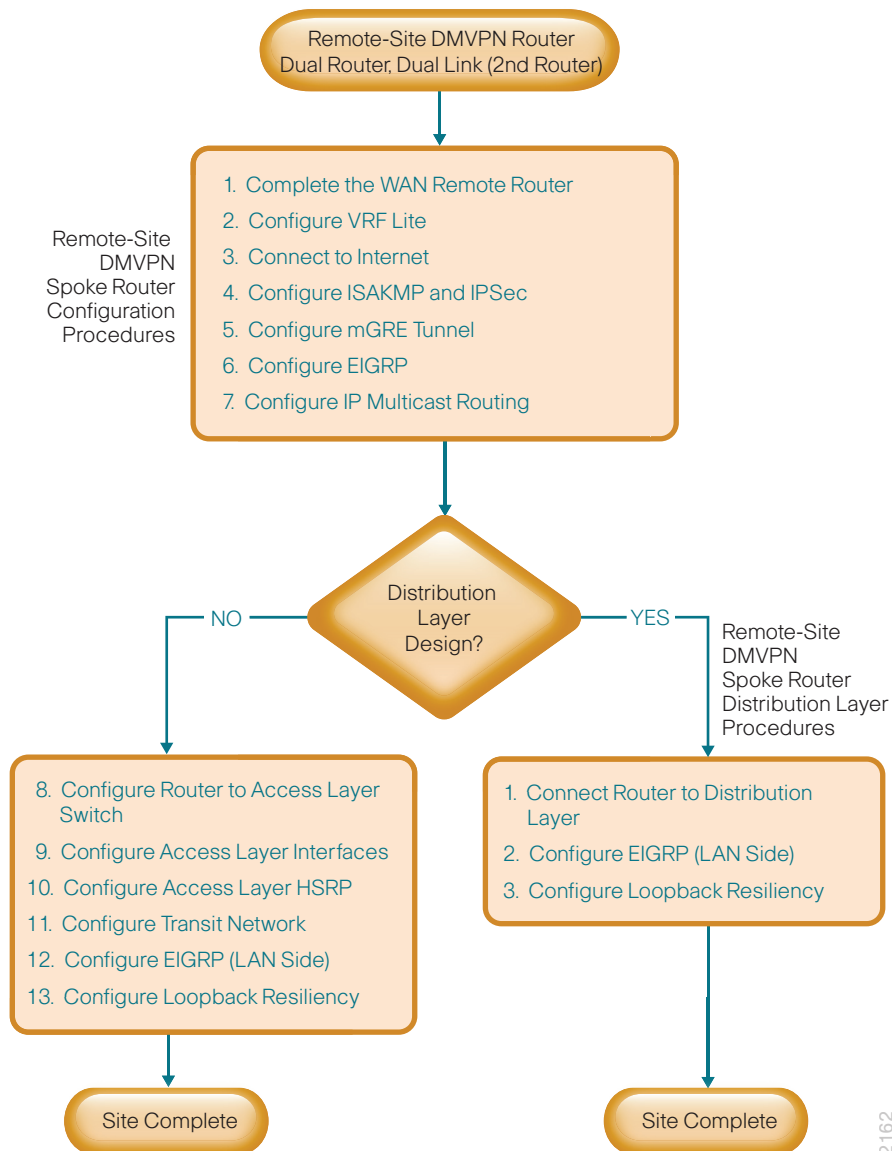 Remote-Site DMVPN Router
Dual Router, Dual Link (2nd Router)
Remote-Site
DMVPN
Spoke Router
Configuration
Procedures
1. Complete the WAN Remote Router
2. Configure VRF Lite
3. Connect to Internet
4. Configure ISAKMP and IPSec
5. Configure mGRE Tunnel
6. Configure EIGRP
7. Configure IP Multicast Routing
Distribution
Layer
Design?
NO
YES
Remote-Site
DMVPN
Spoke Router
Distribution Layer
Procedures
8. Configure Router to Access Layer
Switch
9. Configure Access Layer Interfaces
10. Configure Access Layer HSRP
11. Configure Transit Network
12. Configure EIGRP (LAN Side)
13. Configure Loopback Resiliency
1. Connect Router to Distribution
Layer
2. Configure EIGRP (LAN Side)
3. Configure Loopback Resiliency
Site Complete
Site Complete
2162